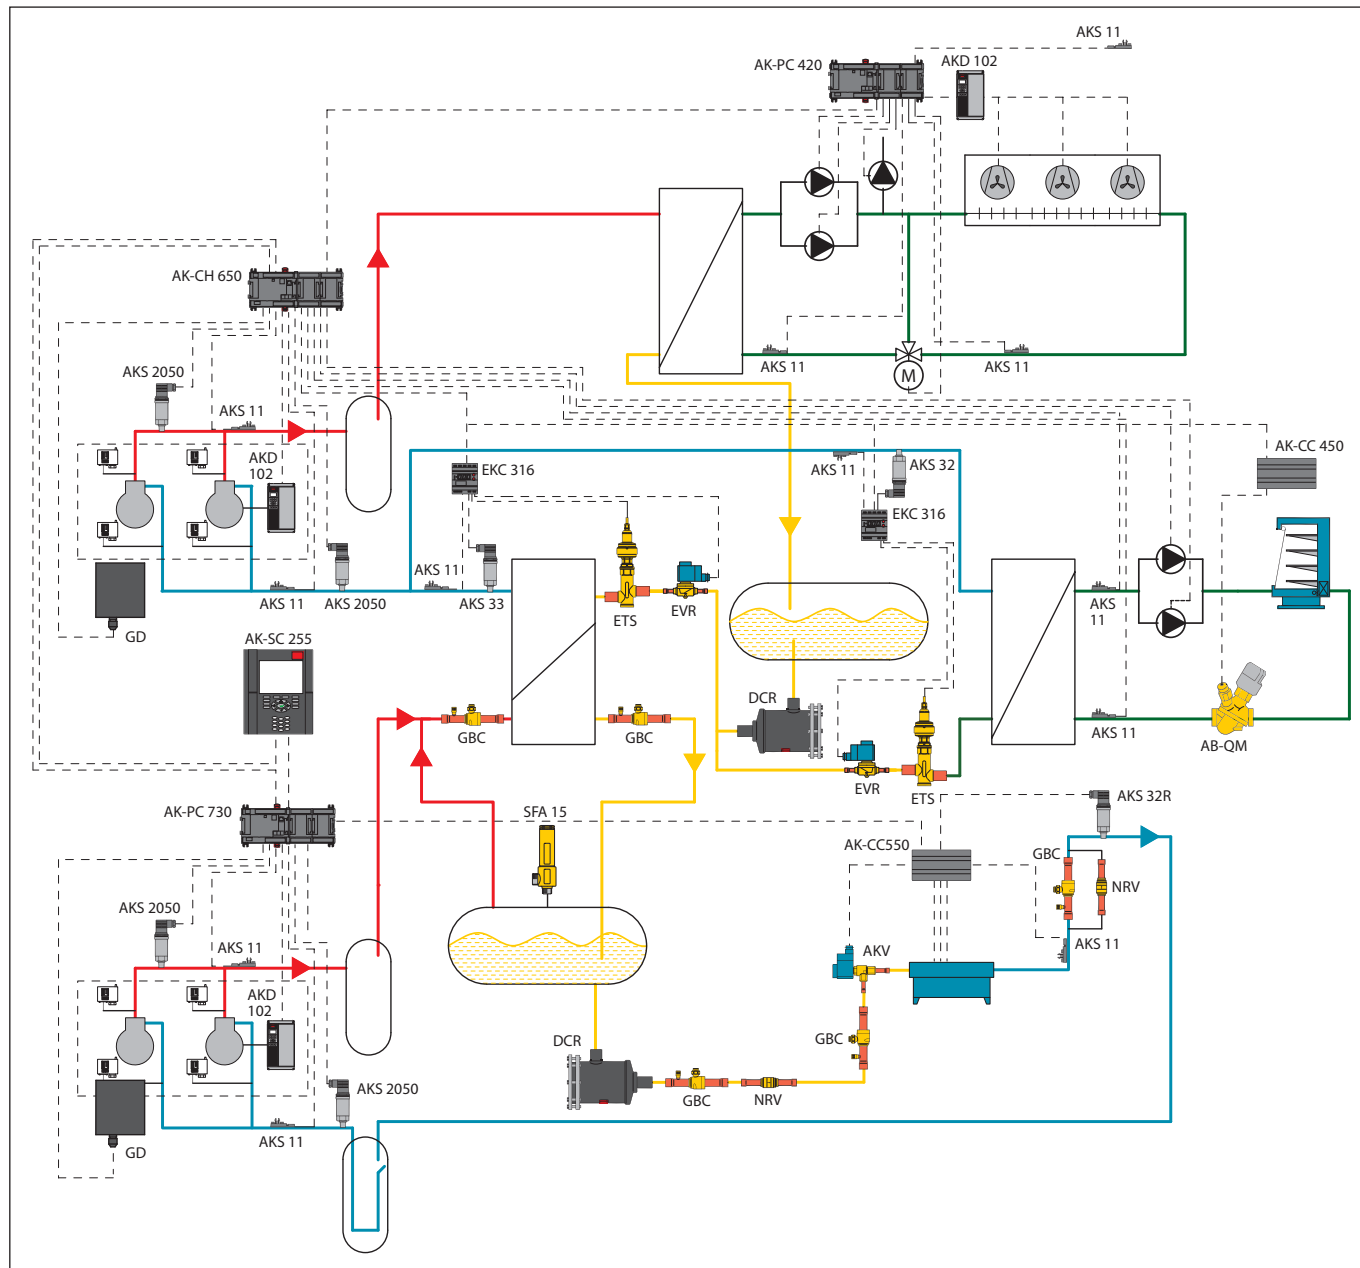 AKS 11
AK-PC 420
AKD 102
AK-CH 650
AKS 11
AKS 11
M
AKS 2050
AKS 11
AKD
102
EKC 316
AKS 11
AKS 32
AK-CC 450
EKC 316
AKS 11
AKS 2050
AKS 11
AKS 33
ETS
EVR
AKS
11
GD
AK-SC 255
GBC
GBC
DCR
AKS 11
AB-QM
EVR
ETS
AK-PC 730
SFA 15
AKS 32R
AK-CC550
GBC
NRV
AKS 2050
AKS 11
AKS 11
AKV
AKD
102
DCR
GBC
GBC
NRV
AKS 2050
AKS 11
GD